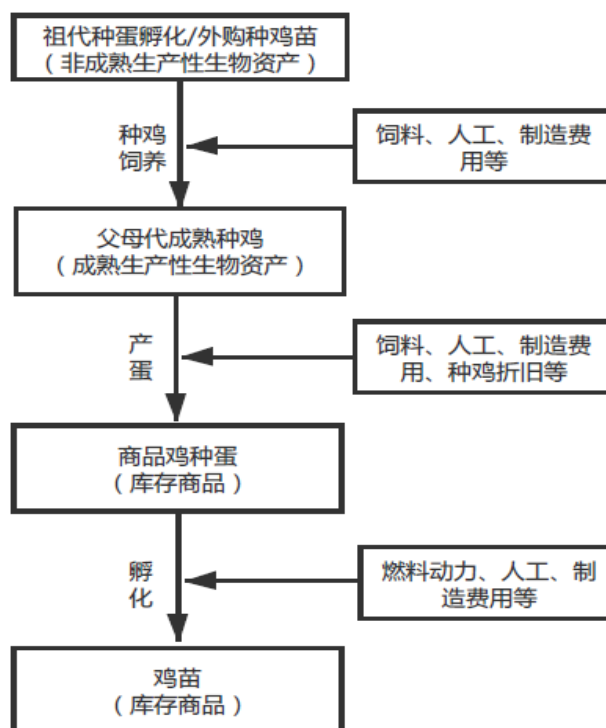 祖代种蛋孵化/外购种鸡苗
（非成熟生产性生物资产）
种鸡
饲养
饲料、人工、制造费
用等
父母代成熟种鸡
（成熟生产性生物资产）
产
蛋
饲料、人工、制造费
用、种鸡折旧等
商品鸡种蛋
（库存商品）
孵
化
燃料动力、人工、制
造费用等
鸡苗
（库存商品）